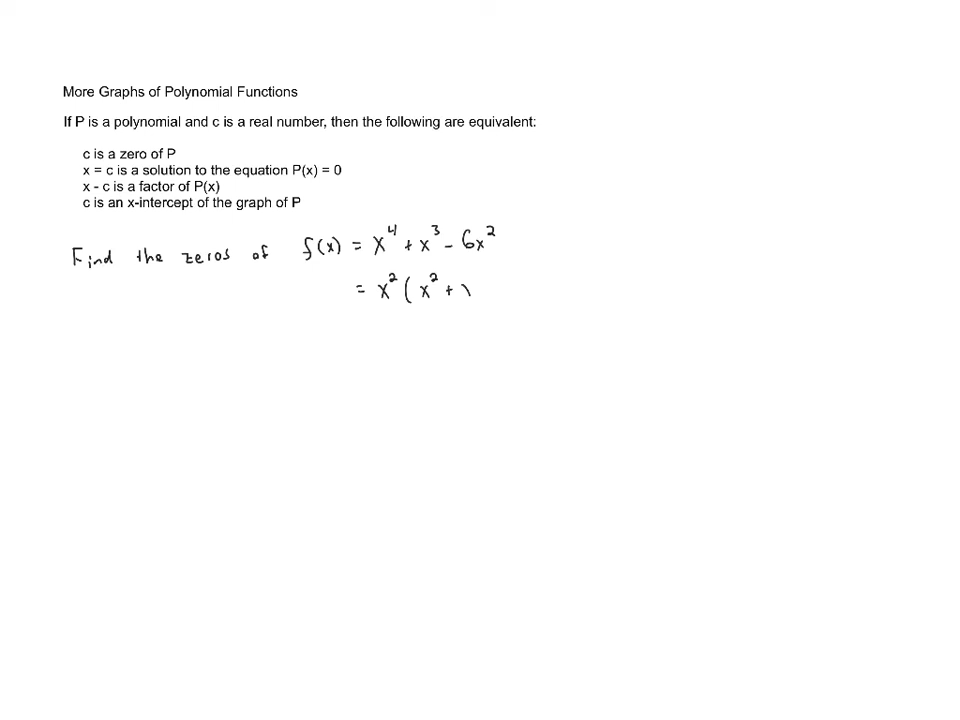 More Graphs of Polynomial Functions
If P is a polynomial and c is a real number, then the following are equivalent:
c is a zero of P
x = c is a solution to the equation P(x) = 0
x - c is a factor of P(x)
c is an x-intercept of the graph of P
Find the zeros of f(x) = x⁴ + x³ - 6x²
= x² ( x² +